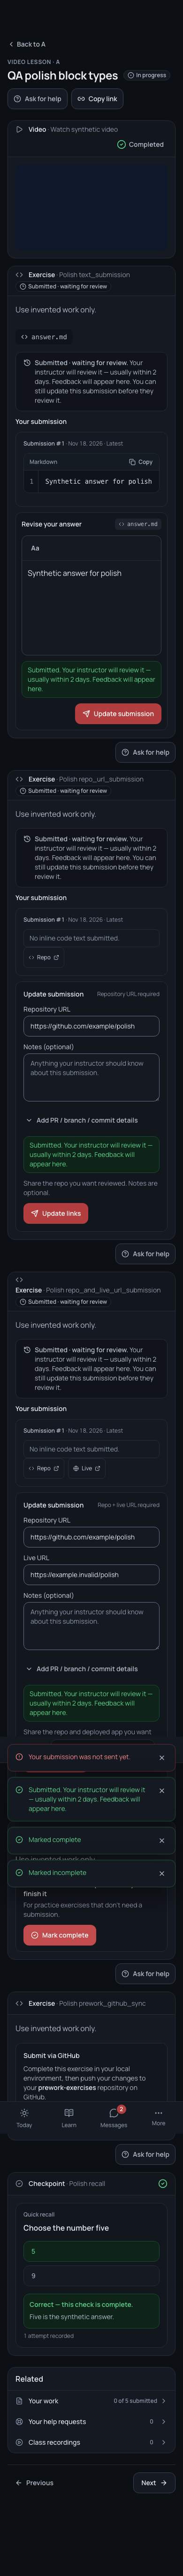 Back to A
VIDEO LESSON · A
QA polish block types
In progress
Ask for help
Copy link
Video · Watch synthetic video
Completed
Exercise · Polish text_submission
Submitted · waiting for review
Use invented work only.
answer.md
Submitted · waiting for review. Your
instructor will review it — usually within 2
days. Feedback will appear here. You can
still update this submission before they
review it.
Your submission
Submission #1 · Nov 18, 2026 · Latest
Markdown
Copy
1 Synthetic answer for polish
Revise your answer
answer.md
Aa
Synthetic answer for polish
Submitted. Your instructor will review it —
usually within 2 days. Feedback will appear
here.
Update submission
Ask for help
Exercise · Polish repo_url_submission
Submitted · waiting for review
Use invented work only.
Submitted · waiting for review. Your
instructor will review it — usually within 2
days. Feedback will appear here. You can
still update this submission before they
review it.
Your submission
Submission #1 · Nov 18, 2026 · Latest
No inline code text submitted.
Repo
Update submission
Repository URL required
Repository URL
https://github.com/example/polish
Notes (optional)
Anything your instructor should know
about this submission.
Add PR / branch / commit details
Submitted. Your instructor will review it —
usually within 2 days. Feedback will
appear here.
Share the repo you want reviewed. Notes are
optional.
Update links
Ask for help
Exercise · Polish repo_and_live_url_submission
Submitted · waiting for review
Use invented work only.
Submitted · waiting for review. Your
instructor will review it — usually within 2
days. Feedback will appear here. You can
still update this submission before they
review it.
Your submission
Submission #1 · Nov 18, 2026 · Latest
No inline code text submitted.
Repo
Live
Update submission
Repo + live URL required
Repository URL
https://github.com/example/polish
Live URL
https://example.invalid/polish
Notes (optional)
Anything your instructor should know
about this submission.
Add PR / branch / commit details
Submitted. Your instructor will review it —
usually within 2 days. Feedback will
appear here.
Share the repo and deployed app you want
Your submission was not sent yet.
Submitted. Your instructor will review it
— usually within 2 days. Feedback will
appear here.
Marked complete
Use invented work only.
Marked incomplete
finish it
For practice exercises that don't need a
submission.
Mark complete
Ask for help
Exercise · Polish prework_github_sync
Use invented work only.
Submit via GitHub
Complete this exercise in your local
environment, then push your changes to
your prework-exercises repository on
GitHub.
Today
Learn
2
Messages
More
Ask for help
Checkpoint · Polish recall
Quick recall
Choose the number five
5
9
Correct — this check is complete.
Five is the synthetic answer.
1 attempt recorded
Related
Your work
0 of 5 submitted
Your help requests
0
Class recordings
0
Previous
Next